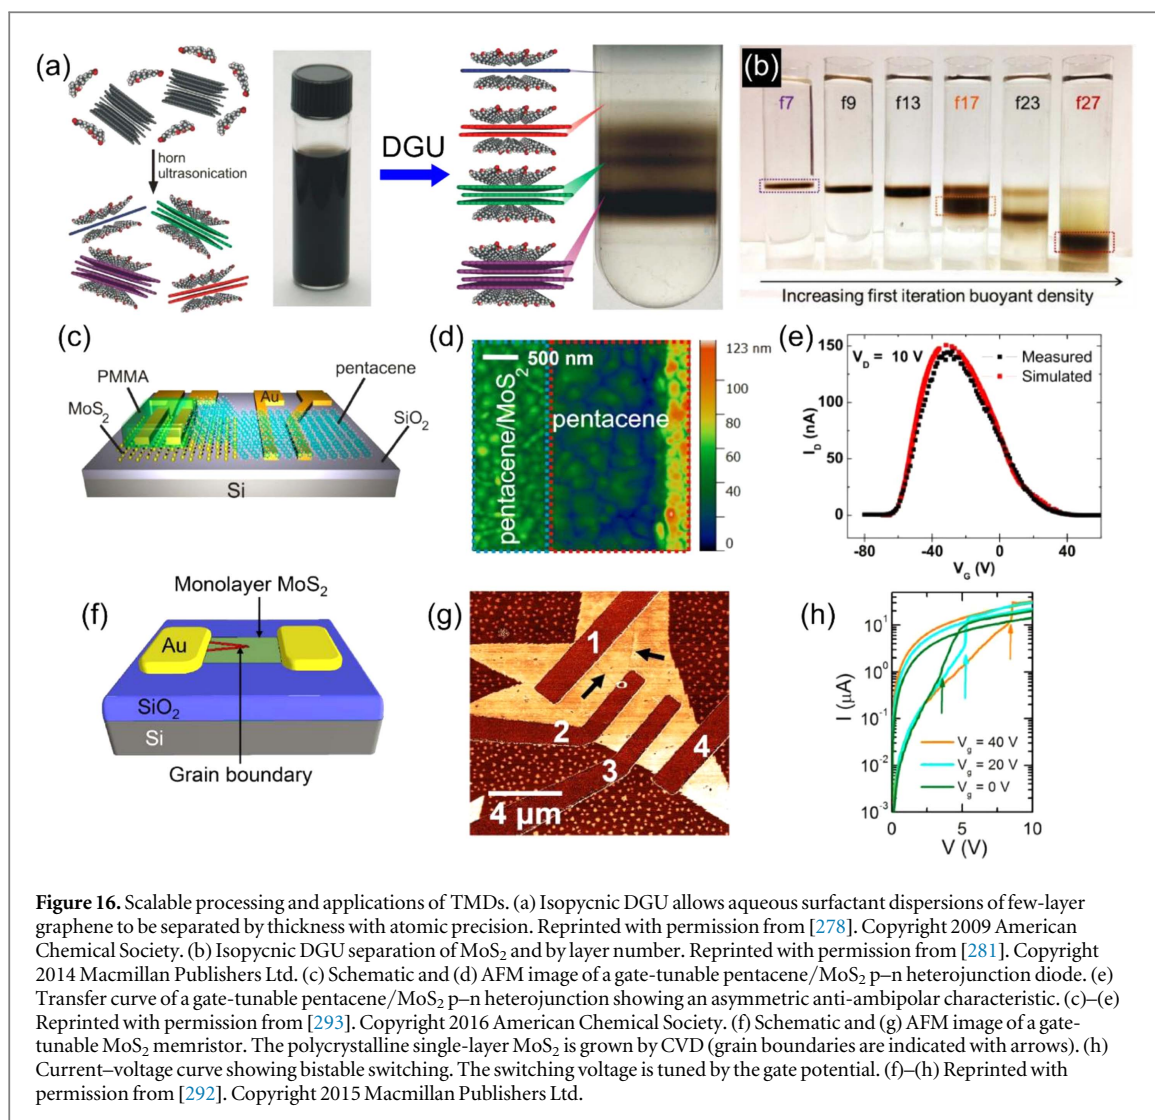 (a)
horn
ultrasonication
DGU
(b)
f7
f9
f13
f17
f23
f27
Increasing first iteration buoyant density
(c)
PMMA
MoS2
Au
pentacene
SiO2
Si
(d)
500 nm
pentacene/MoS2
pentacene
123 nm
100
80
60
40
20
0
(e)
VD = 10 V
Measured
Simulated
150
100
50
0
ID (nA)
-80
-40
0
40
VG (V)
(f)
Monolayer MoS2
Au
SiO2
Si
Grain boundary
(g)
1
2
3
4
4 µm
(h)
10^1
10^0
10^-1
10^-2
10^-3
I (µA)
Vg = 40 V
Vg = 20 V
Vg = 0 V
0
5
10
V (V)
Figure 16. Scalable processing and applications of TMDs. (a) Isopycnic DGU allows aqueous surfactant dispersions of few-layer
graphene to be separated by thickness with atomic precision. Reprinted with permission from [278]. Copyright 2009 American
Chemical Society. (b) Isopycnic DGU separation of MoS2 and by layer number. Reprinted with permission from [281]. Copyright
2014 Macmillan Publishers Ltd. (c) Schematic and (d) AFM image of a gate-tunable pentacene/MoS2 p–n heterojunction diode. (e)
Transfer curve of a gate-tunable pentacene/MoS2 p–n heterojunction showing an asymmetric anti-ambipolar characteristic. (c)–(e)
Reprinted with permission from [293]. Copyright 2016 American Chemical Society. (f) Schematic and (g) AFM image of a gate-
tunable MoS2 memristor. The polycrystalline single-layer MoS2 is grown by CVD (grain boundaries are indicated with arrows). (h)
Current–voltage curve showing bistable switching. The switching voltage is tuned by the gate potential. (f)–(h) Reprinted with
permission from [292]. Copyright 2015 Macmillan Publishers Ltd.